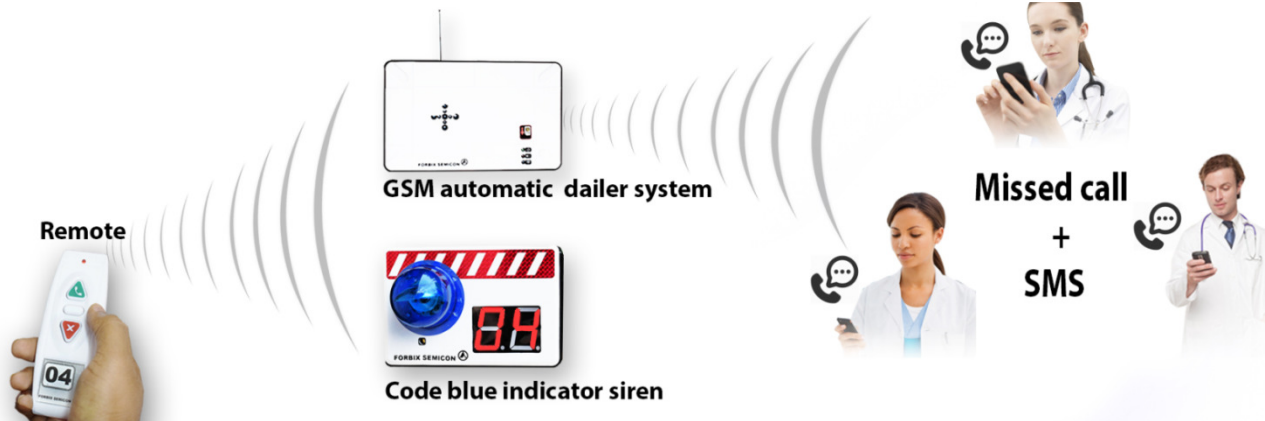 Remote
04
FORBIX SEMICON
FORBIX SEMICON
GSM automatic dailer system
04
FORBIX SEMICON
Code blue indicator siren
Missed call
+
SMS